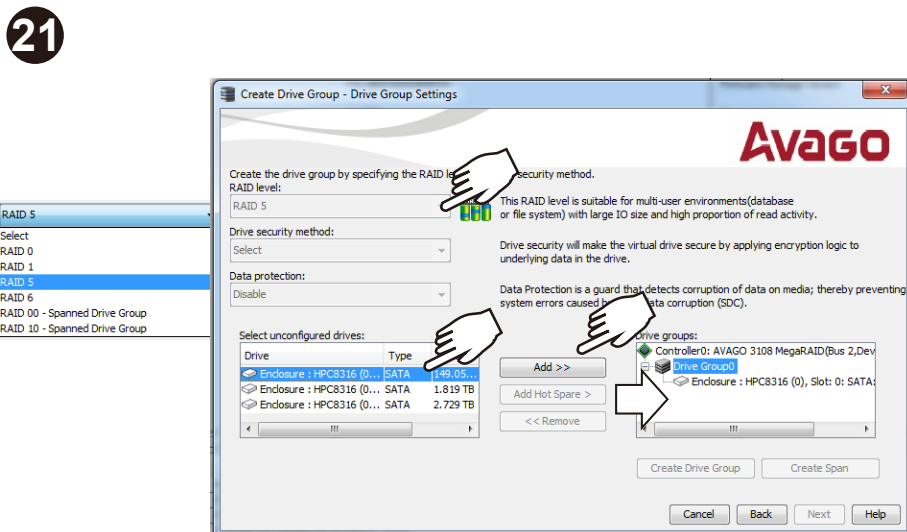 21
Create Drive Group - Drive Group Settings
AVAGO
Create the drive group by specifying the RAID security method.
RAID level:
RAID 5
This RAID level is suitable for multi-user environments(database
or file system) with large IO size and high proportion of read activity.
Drive security method:
Select
Drive security will make the virtual drive secure by applying encryption logic to
underlying data in the drive.
Data protection:
Disable
Data Protection is a guard that detects corruption of data on media; thereby preventing
system errors caused data corruption (SDC).
RAID 5
Select
RAID 0
RAID 1
RAID 5
RAID 6
RAID 00 - Spanned Drive Group
RAID 10 - Spanned Drive Group
Select unconfigured drives:
Drive Type
Enclosure : HPC8316 (0... SATA 149.05...
Enclosure : HPC8316 (0... SATA 1.819 TB
Enclosure : HPC8316 (0... SATA 2.729 TB
Add >>
Add Hot Spare >
<< Remove
Drive groups:
Controller0: AVAGO 3108 MegaRAID(Bus 2,Dev
Drive Group0
Enclosure : HPC8316 (0), Slot: 0: SATA:
Create Drive Group Create Span
Cancel Back Next Help